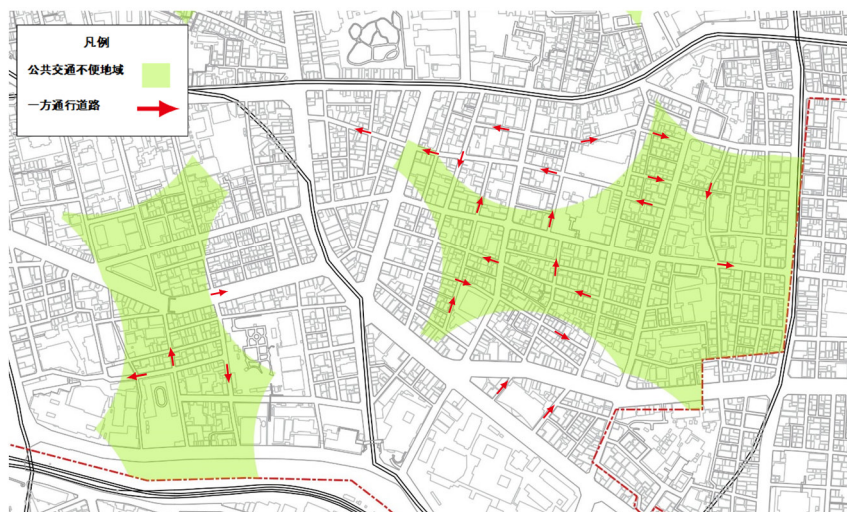 凡例
公共交通不便地域
一方通行道路